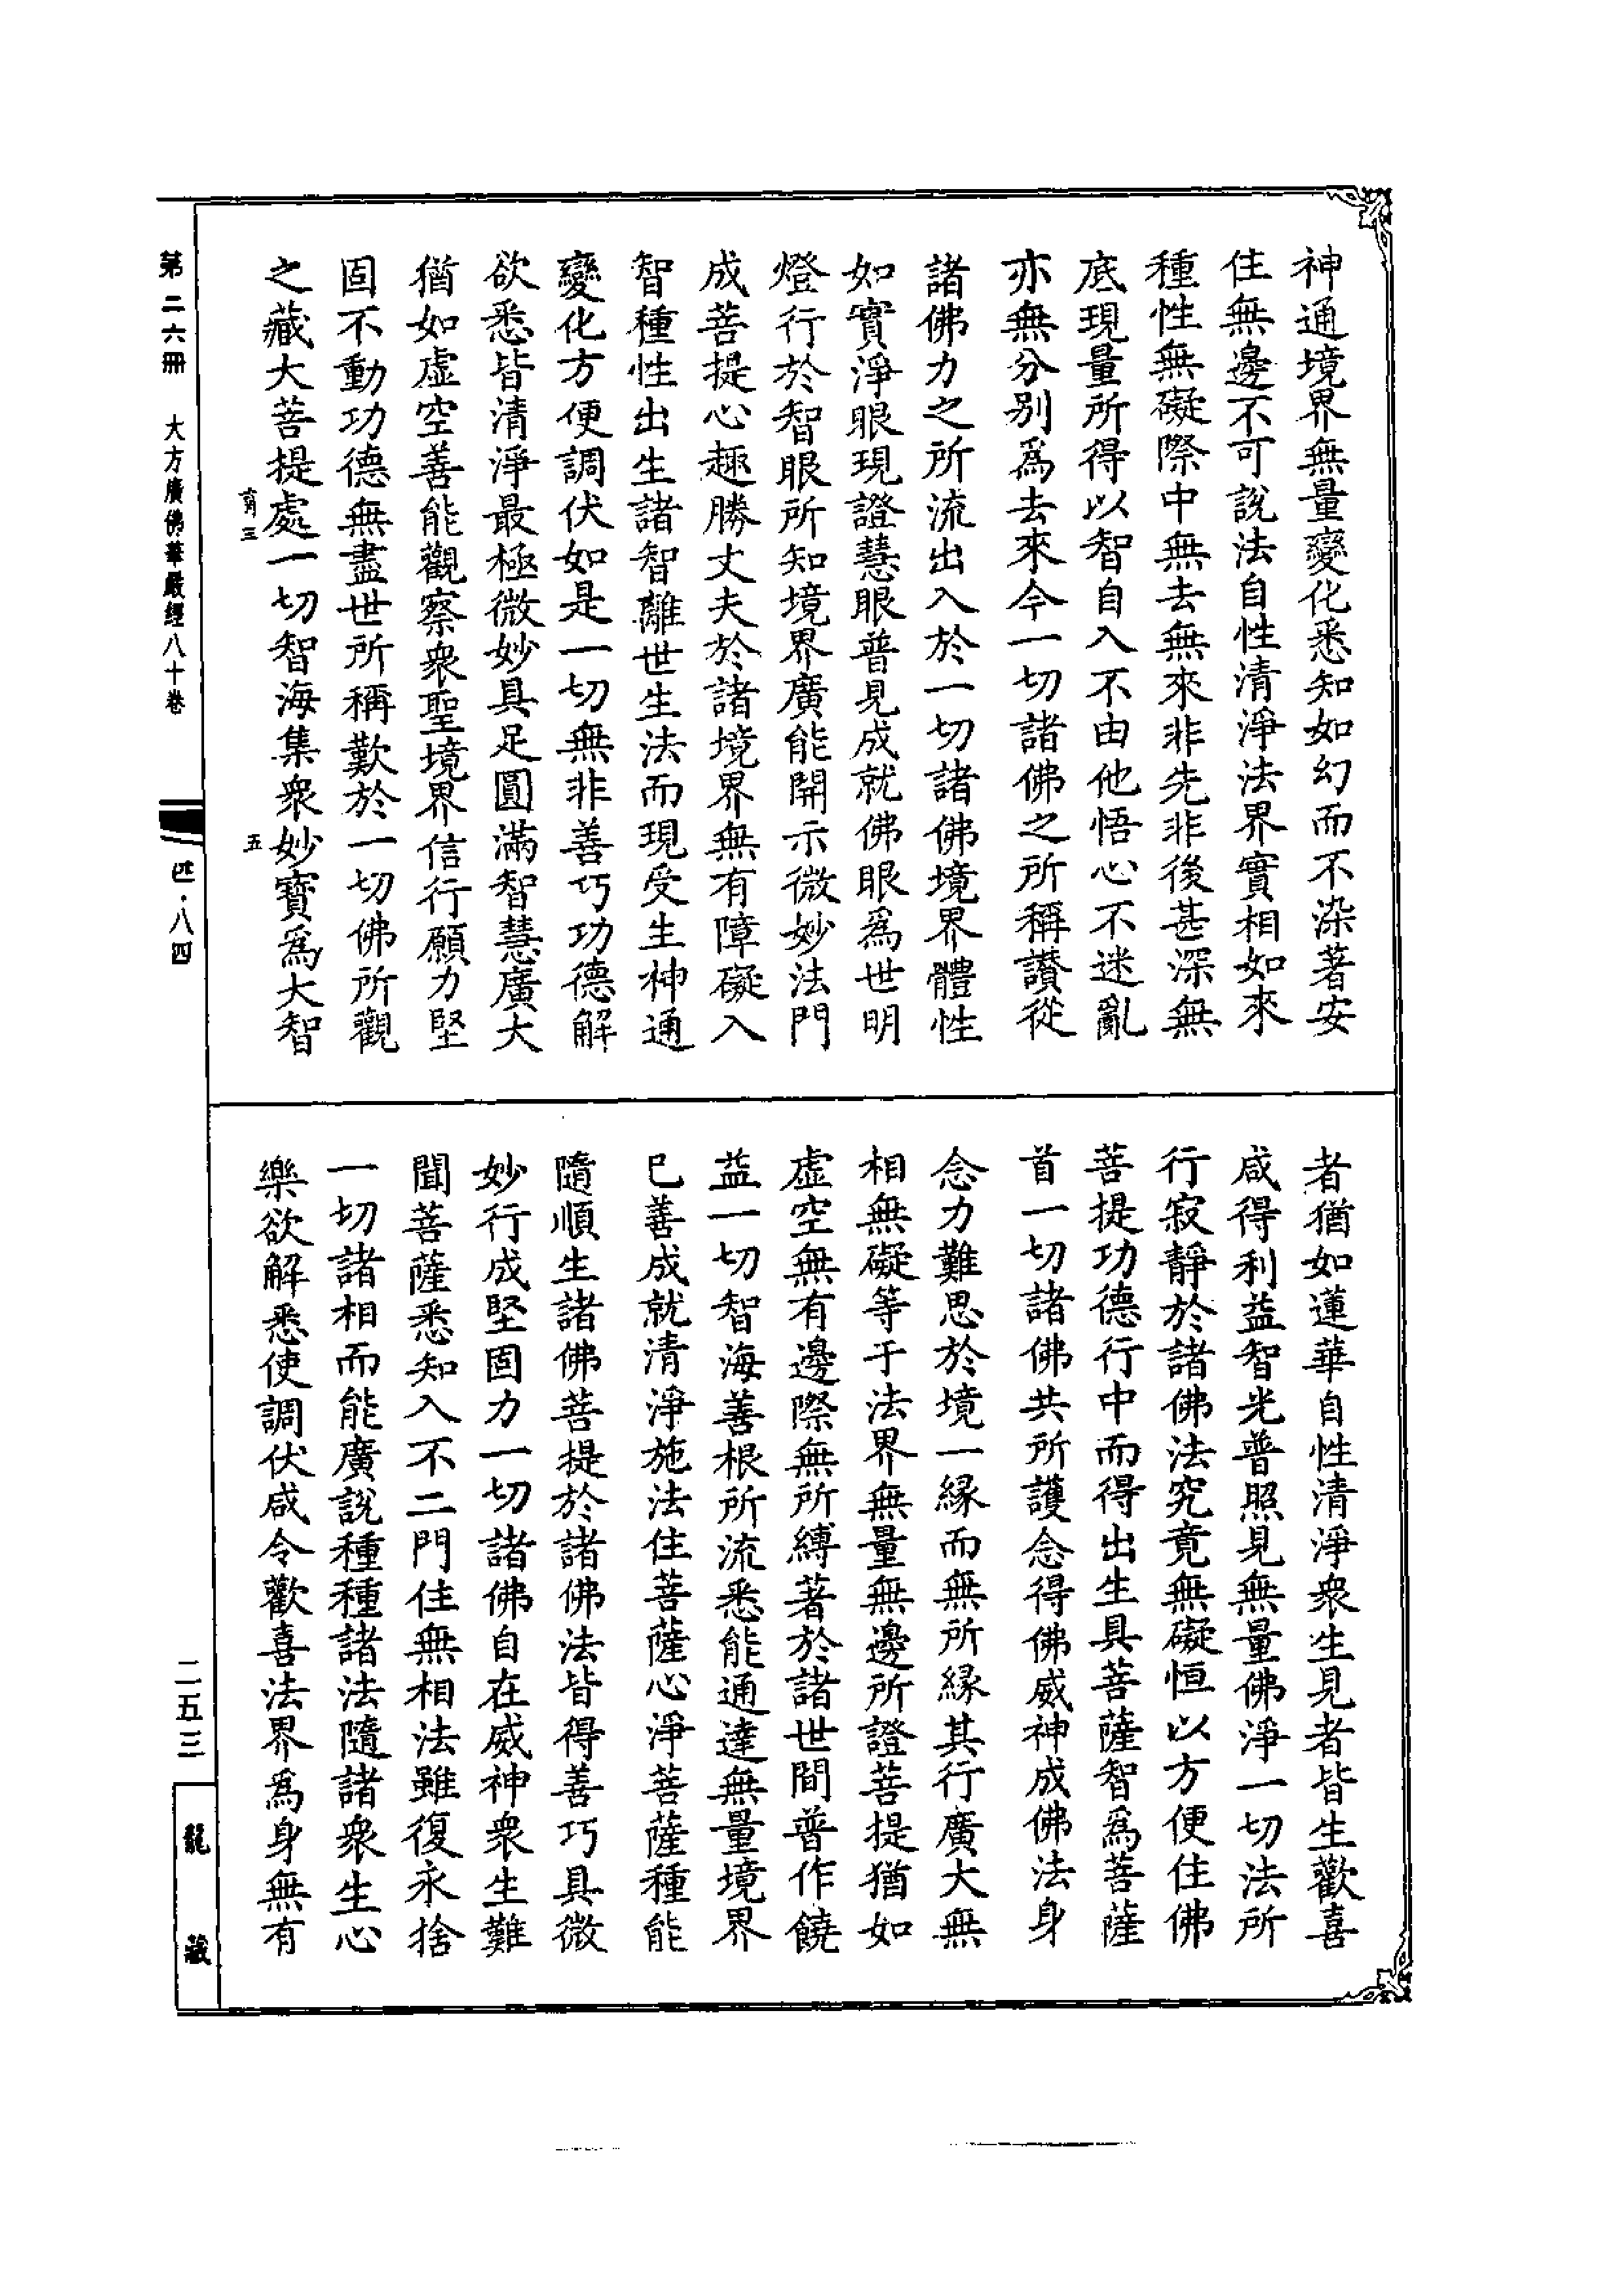 神通境界無量變化悉知如幻而不染著安
住無邊不可說法自性清淨法界實相如來
種性無礙際中無去無來非先非後甚深無
底現量所得以智自入不由他悟心不迷亂
亦無分別爲去來今一切諸佛之所稱讚從
諸佛力之所流出入於一切諸佛境界體性
如實淨眼現證慧眼普見成就佛眼爲世明
燈行於智眼所知境界廣能開示微妙法門
成菩提心趣勝丈夫於諸境界無有障礙入
智種性出生諸智離世生法而現受生神通
變化方便調伏如是一切無非善巧功德解
欲悉皆清淨最極微妙具足圓滿智慧廣大
猶如虛空善能觀察衆聖境界信行願力堅
固不動功德無盡世所稱歎於一切佛所觀
之藏大菩提處一切智海集衆妙寶爲大智
者猶如蓮華自性清淨衆生見者皆生歡喜
咸得利益智光普照見無量佛淨一切法所
行寂靜於諸佛法究竟無礙恒以方便住佛
菩提功德行中而得出生具菩薩智爲菩薩
首一切諸佛共所護念得佛威神成佛法身
念力難思於境一緣而無所緣其行廣大無
相無礙等于法界無量無邊所證菩提猶如
虛空無有邊際無所縛著於諸世間普作饒
益一切智海善根所流悉能通達無量境界
已善成就清淨施法住菩薩心淨菩薩種能
隨順生諸佛菩提於諸佛法皆得善巧具微
妙行成堅固力一切諸佛自在威神衆生難
聞菩薩悉知入不二門住無相法雖復永捨
一切諸相而能廣說種種諸法隨諸衆生心
樂欲解悉使調伏咸令歡喜法界爲身無有
三
五
第二六冊
大方廣佛華嚴經八十卷
八四
二五三
龍藏